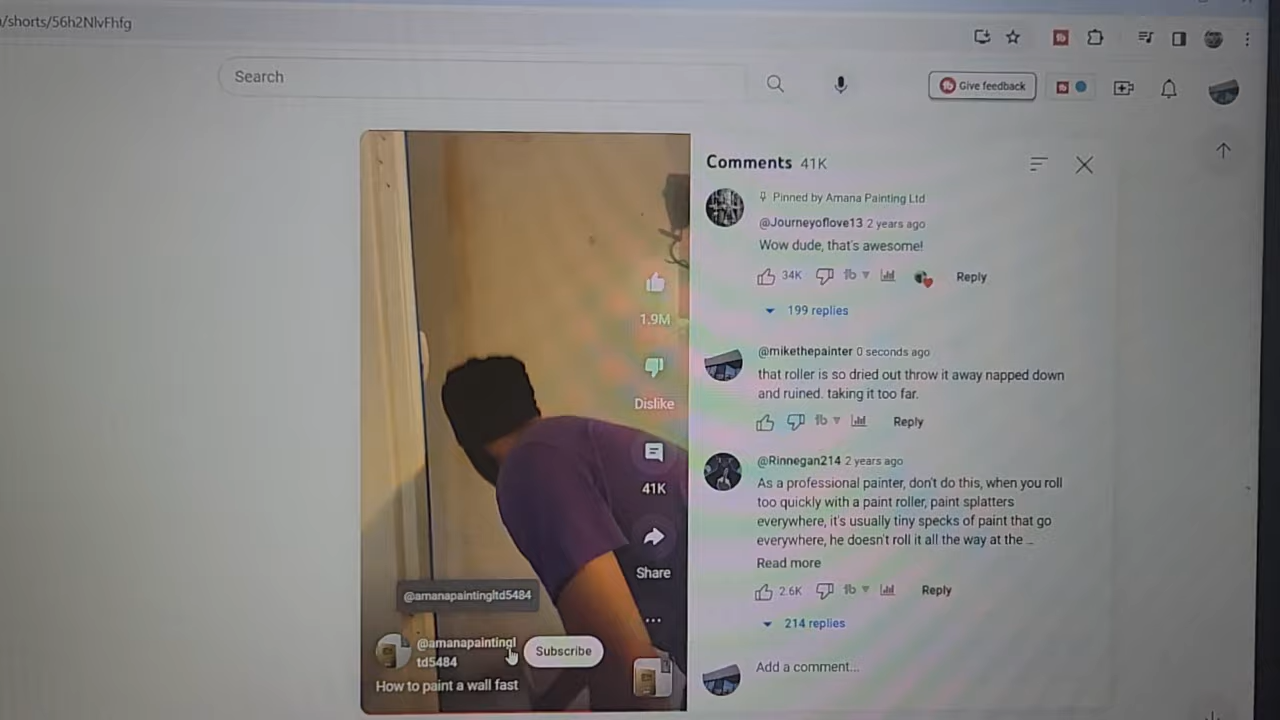 /shorts/56h2NlvFhfg
Search
Give feedback
Comments 41K
Pinned by Amana Painting Ltd
@Journeyoflove13 2 years ago
Wow dude, that's awesome!
34K
Reply
199 replies
@mikethepainter 0 seconds ago
that roller is so dried out throw it away napped down
and ruined. taking it too far.
Reply
@Rinnegan214 2 years ago
As a professional painter, don't do this, when you roll
too quickly with a paint roller, paint splatters
everywhere, it's usually tiny specks of paint that go
everywhere, he doesn't roll it all the way at the ...
Read more
2.6K
Reply
214 replies
Add a comment...
1.9M
Dislike
41K
Share
@amanapaintingltd5484
@amanapaintingl
td5484
Subscribe
How to paint a wall fast